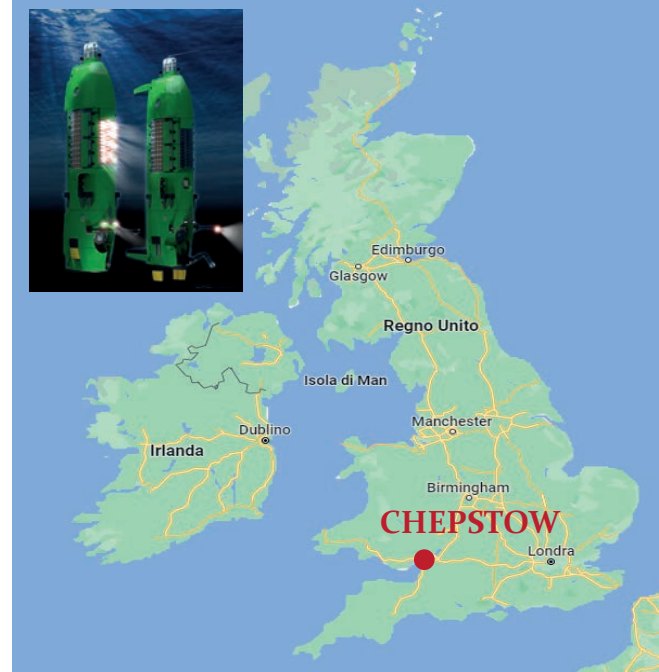 Edimburgo
Glasgow
Regno Unito
Isola di Man
Manchester
Dublino
Irlanda
Birmingham
CHEPSTOW
Londra